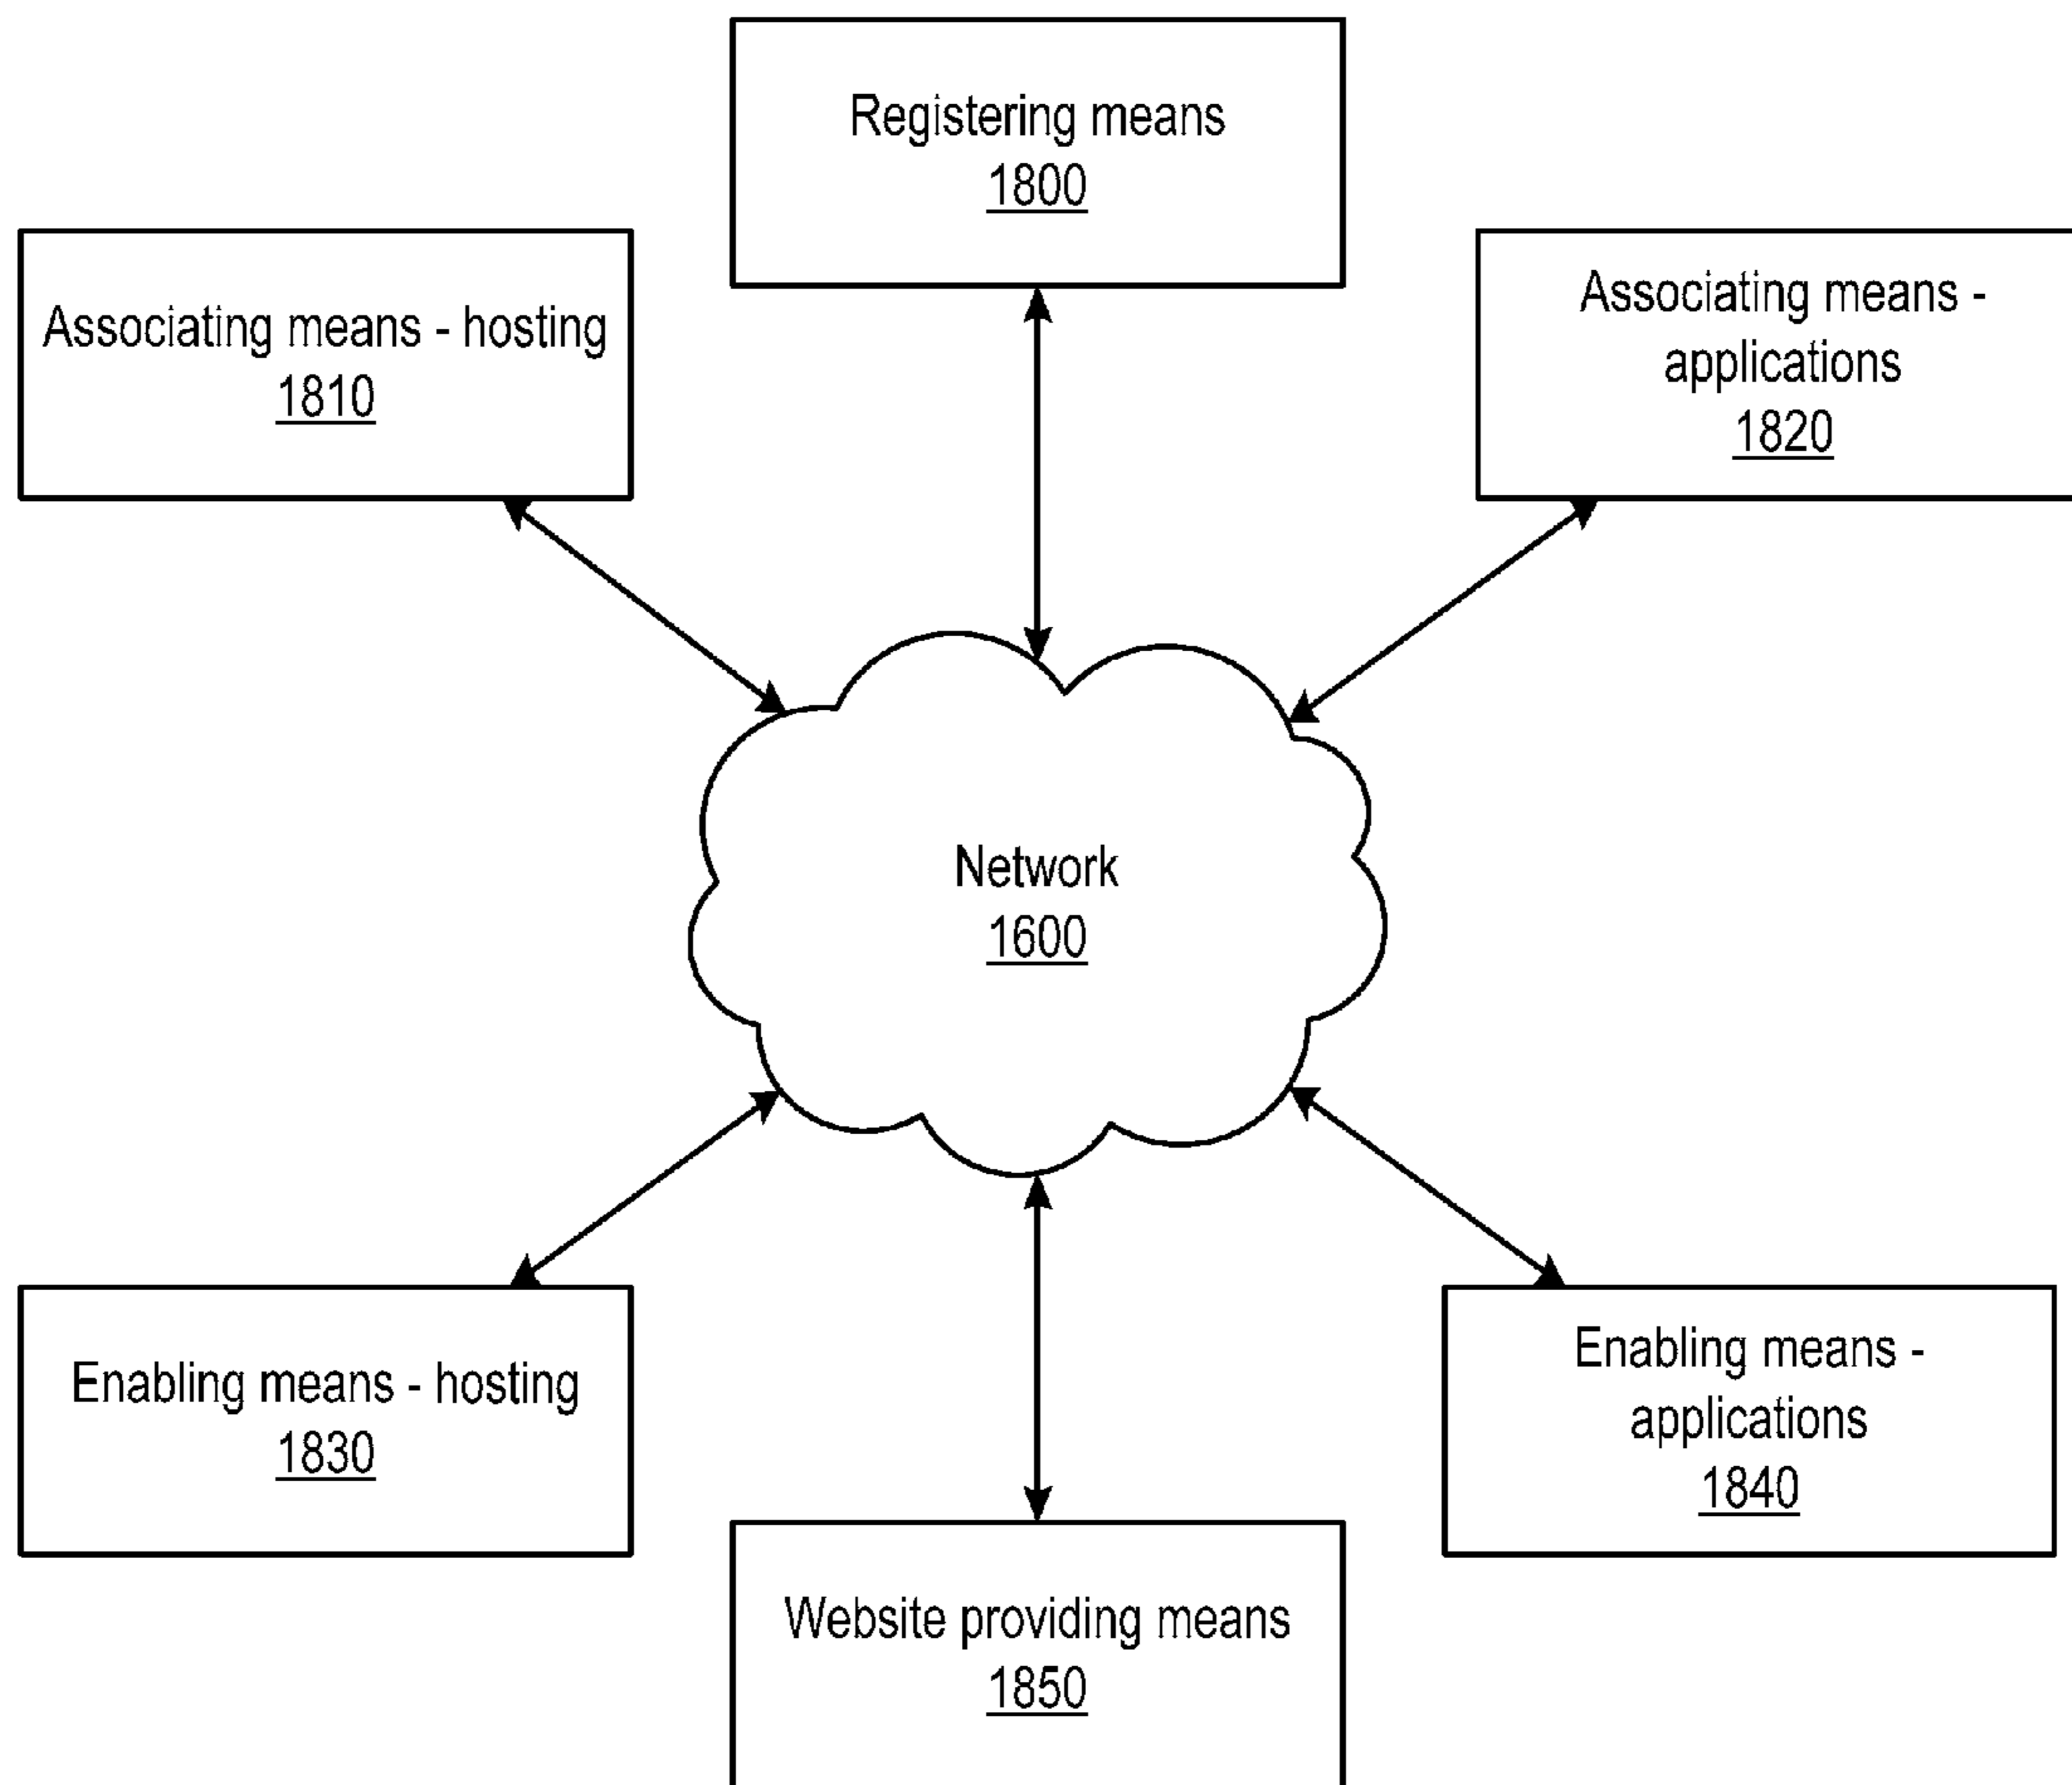 Registering means
1800
Associating means - hosting
1810
Associating means -
applications
1820
Network
1600
Enabling means - hosting
1830
Enabling means -
applications
1840
Website providing means
1850